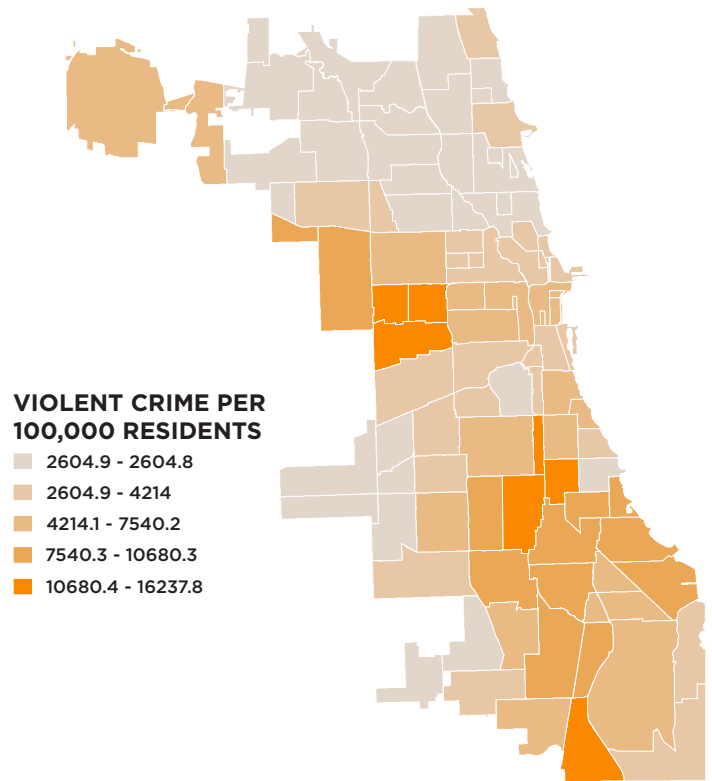 VIOLENT CRIME PER
100,000 RESIDENTS
2604.9 - 2604.8
2604.9 - 4214
4214.1 - 7540.2
7540.3 - 10680.3
10680.4 - 16237.8